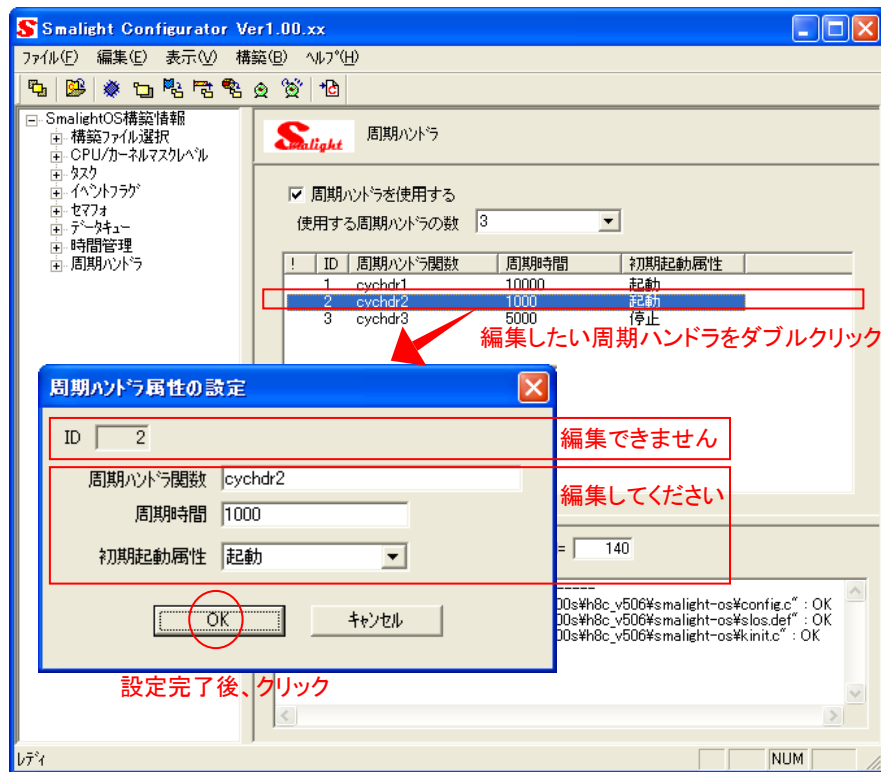 Smalight Configurator Ver1.00.xx
ファイル(F) 編集(E) 表示(V) 構築(B) ヘルプ(H)
SmalightOS構築情報
構築ファイル選択
CPU/カーネルマスクレベル
タスク
イベントフラグ
セマフォ
データキュー
時間管理
周期ハンドラ
Smalight 周期ハンドラ
周期ハンドラを使用する
使用する周期ハンドラの数 3
! ID 周期ハンドラ関数 周期時間 初期起動属性
1 cychdr1 10000 起動
2 cychdr2 1000 起動
3 cychdr3 5000 停止
編集したい周期ハンドラをダブルクリック
周期ハンドラ属性の設定
ID 2 編集できません
周期ハンドラ関数 cychdr2 編集してください
周期時間 1000
初期起動属性 起動
= 140
OK キャンセル
00s¥h8c_v506¥smalight-os¥config.c" : OK
00s¥h8c_v506¥smalight-os¥slos.def" : OK
00s¥h8c_v506¥smalight-os¥kinit.c" : OK
設定完了後、クリック
レディ NUM